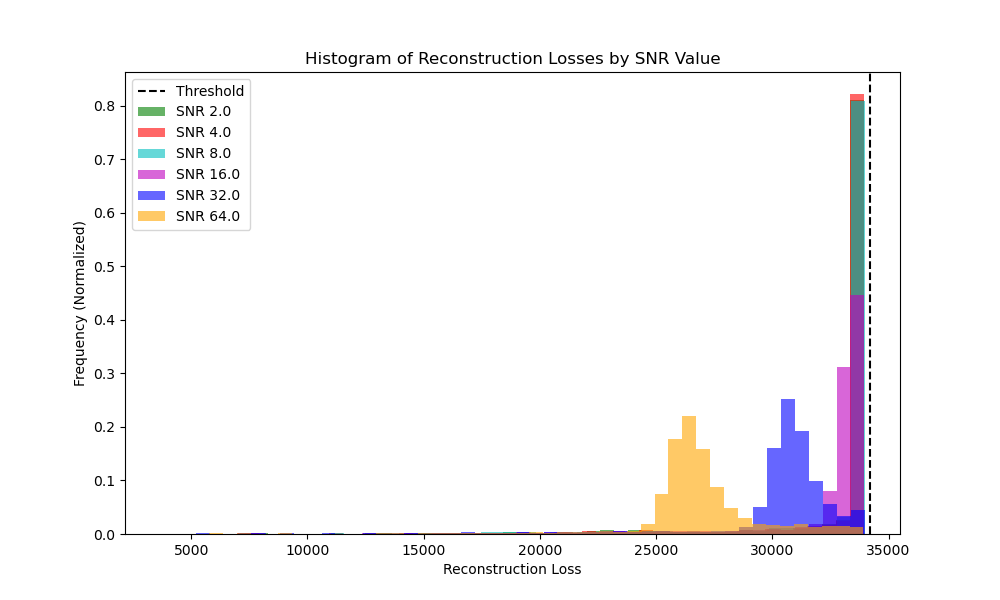 Histogram of Reconstruction Losses by SNR Value
Threshold
SNR 2.0
SNR 4.0
SNR 8.0
SNR 16.0
SNR 32.0
SNR 64.0
Frequency (Normalized)
0.8
0.7
0.6
0.5
0.4
0.3
0.2
0.1
0.0
5000 10000 15000 20000 25000 30000 35000
Reconstruction Loss